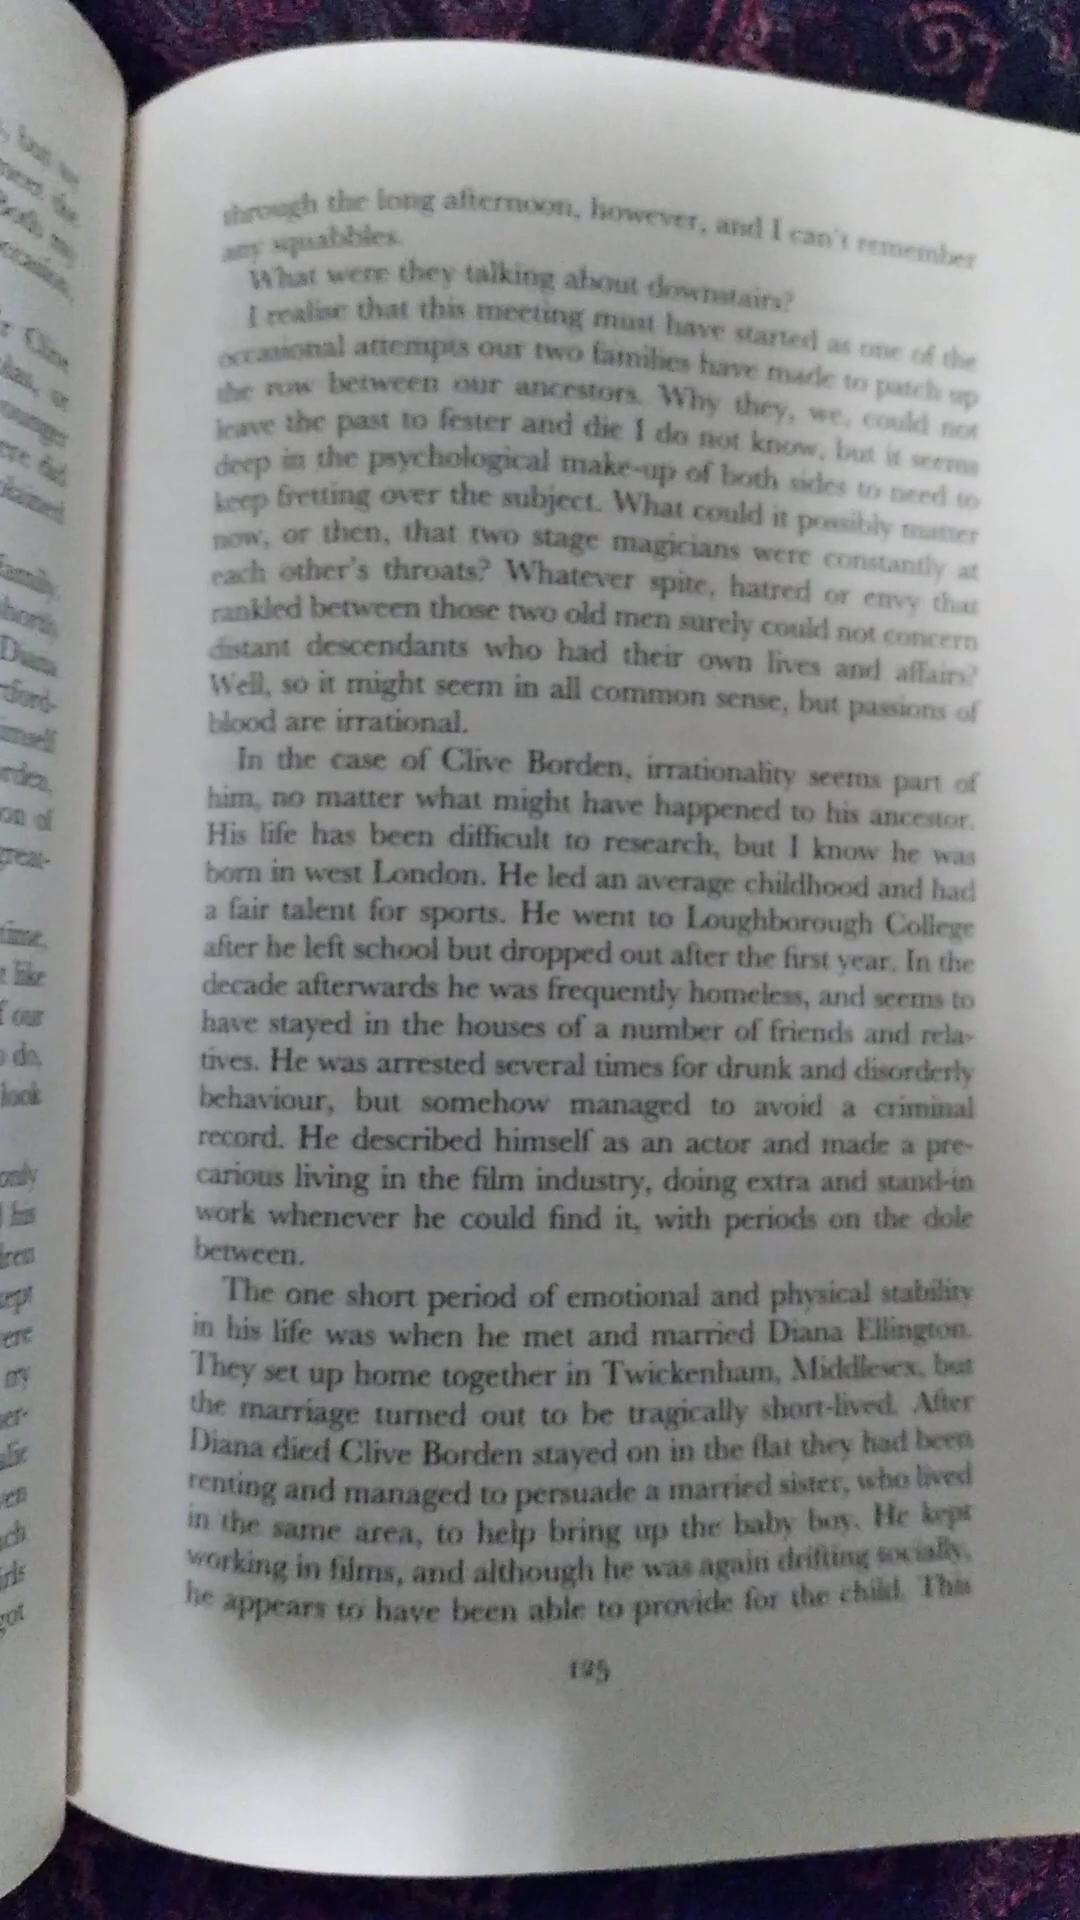 through the long afternoon, however, and I can't remember
any squabbles.
What were they talking about downstairs?
I realise that this meeting must have started as one of the
occasional attempts our two families have made to patch up
the row between our ancestors. Why they, we, could not
leave the past to fester and die I do not know, but it seems
deep in the psychological make-up of both sides to need to
keep fretting over the subject. What could it possibly matter
now, or then, that two stage magicians were constantly at
each other's throats? Whatever spite, hatred or envy that
rankled between those two old men surely could not concern
distant descendants who had their own lives and affairs?
Well, so it might seem in all common sense, but passions of
blood are irrational.
In the case of Clive Borden, irrationality seems part of
him, no matter what might have happened to his ancestor.
His life has been difficult to research, but I know he was
born in west London. He led an average childhood and had
a fair talent for sports. He went to Loughborough College
after he left school but dropped out after the first year. In the
decade afterwards he was frequently homeless, and seems to
have stayed in the houses of a number of friends and rela-
tives. He was arrested several times for drunk and disorderly
behaviour, but somehow managed to avoid a criminal
record. He described himself as an actor and made a pre-
carious living in the film industry, doing extra and stand-in
work whenever he could find it, with periods on the dole
between.
The one short period of emotional and physical stability
in his life was when he met and married Diana Ellington.
They set up home together in Twickenham, Middlesex, but
the marriage turned out to be tragically short-lived. After
Diana died Clive Borden stayed on in the flat they had been
renting and managed to persuade a married sister, who lived
in the same area, to help bring up the baby boy. He kept
working in films, and although he was again drifting socially,
he appears to have been able to provide for the child. This
125